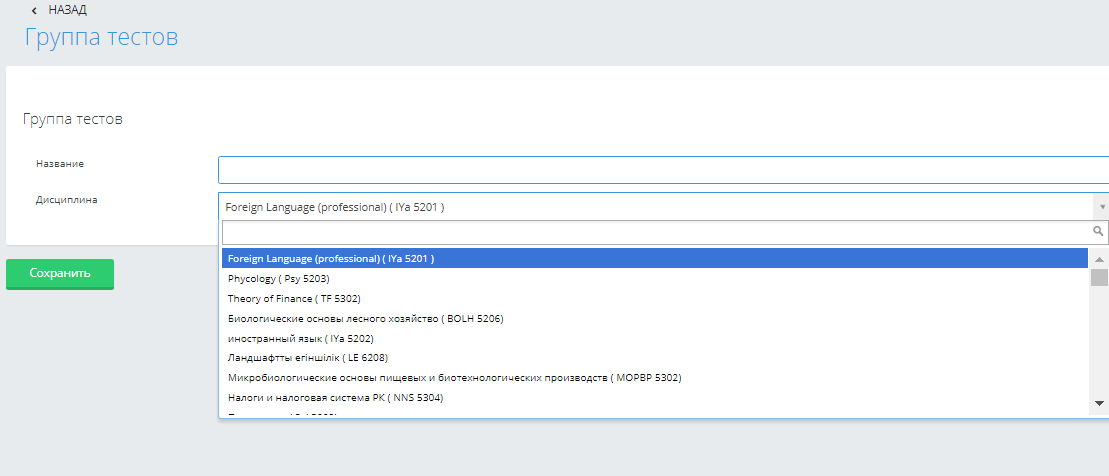 НАЗАД
Группа тестов
Группа тестов
Название
Дисциплина
Foreign Language (professional) ( IYa 5201 )
Foreign Language (professional) ( IYa 5201 )
Phycology ( Psy 5203)
Theory of Finance ( TF 5302)
Биологические основы лесного хозяйство ( BOLH 5206)
иностранный язык ( IYa 5202)
Ландшафтты егіншілік ( LE 6208)
Микробиологические основы пищевых и биотехнологических производств ( MOPBP 5302)
Налоги и налоговая система РК ( NNS 5304)
Сохранить